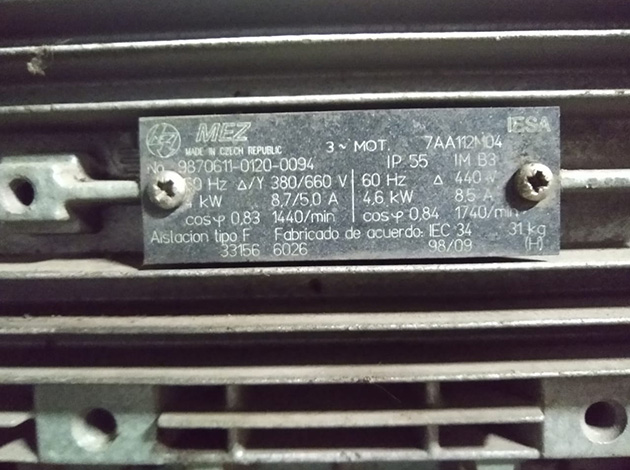 MEZ IESA
MADE IN CZECH REPUBLIC 3~MOT. 7AA112M04
No. 9870611-0120-0094 IP 55 IM B3
Hz Δ/Y 380/660 V 60 Hz Δ 440 V
kW 8,7/5,0 A 4,6 kW 8,5 A
cosφ 0,83 1440/min cosφ 0,84 1740/min
Aislacion tipo F Fabricado de acuerdo: IEC 34 31 kg
33156 6026 98/09 (H)